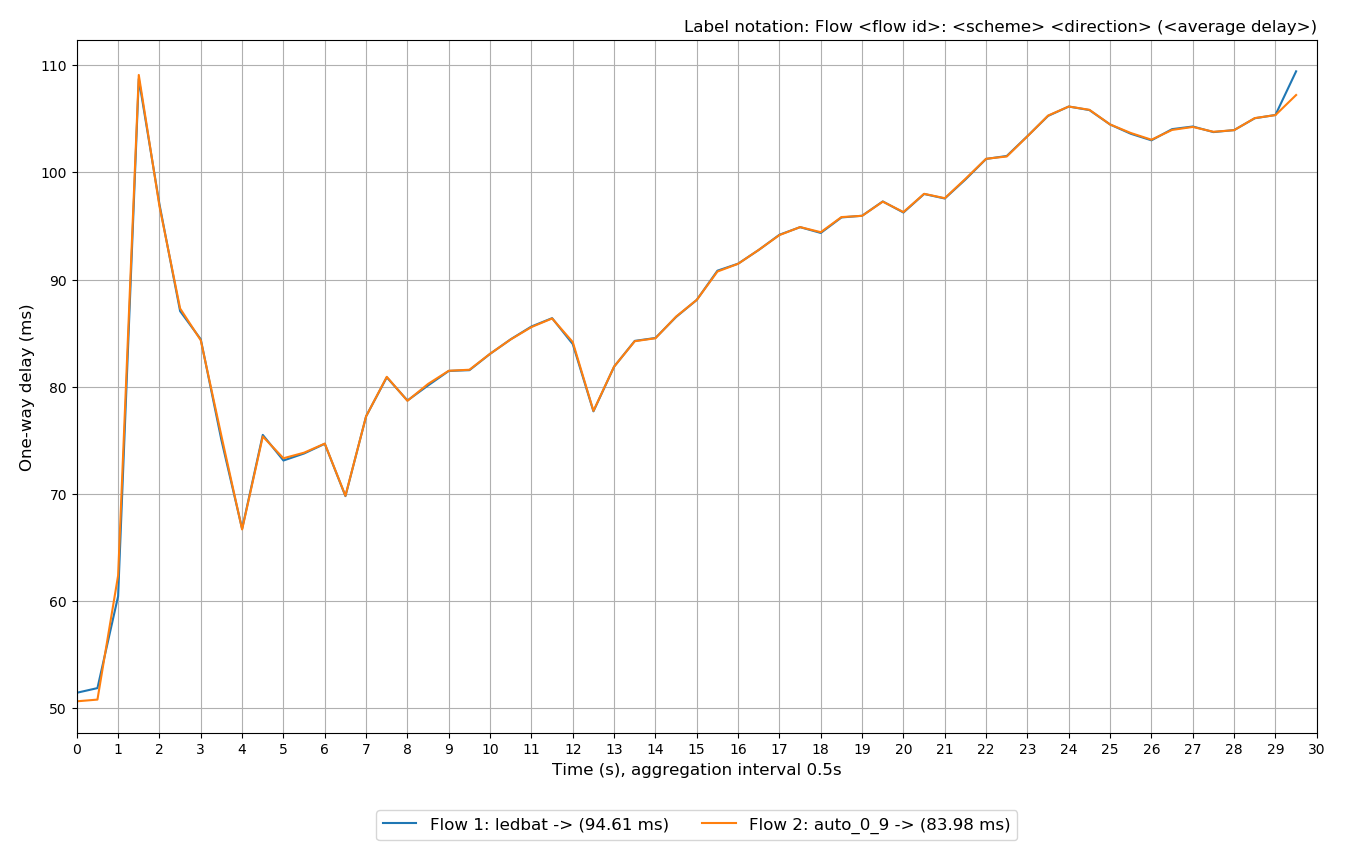 Label notation: Flow <flow id>: <scheme> <direction> (<average delay>)
110
100
90
80
70
60
50
One-way delay (ms)
0 1 2 3 4 5 6 7 8 9 10 11 12 13 14 15 16 17 18 19 20 21 22 23 24 25 26 27 28 29 30
Time (s), aggregation interval 0.5s
Flow 1: ledbat -> (94.61 ms) Flow 2: auto_0_9 -> (83.98 ms)